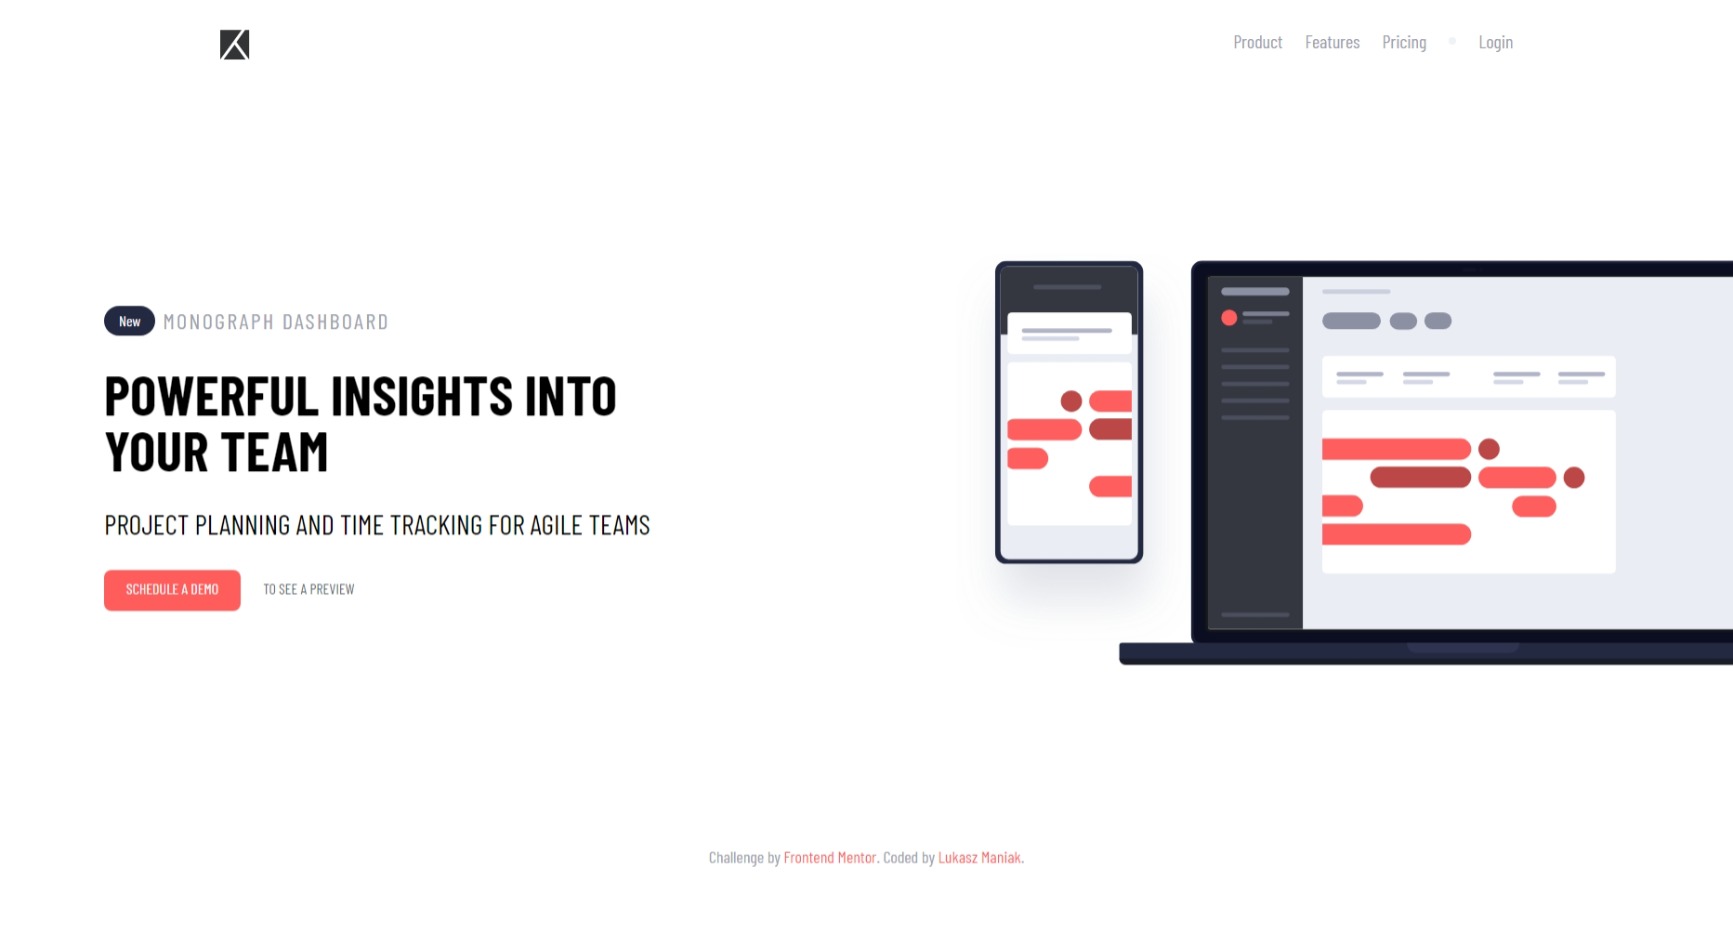 Product Features Pricing Login
New MONOGRAPH DASHBOARD
POWERFUL INSIGHTS INTO
YOUR TEAM
PROJECT PLANNING AND TIME TRACKING FOR AGILE TEAMS
SCHEDULE A DEMO TO SEE A PREVIEW
Challenge by Frontend Mentor. Coded by Lukasz Maniak.